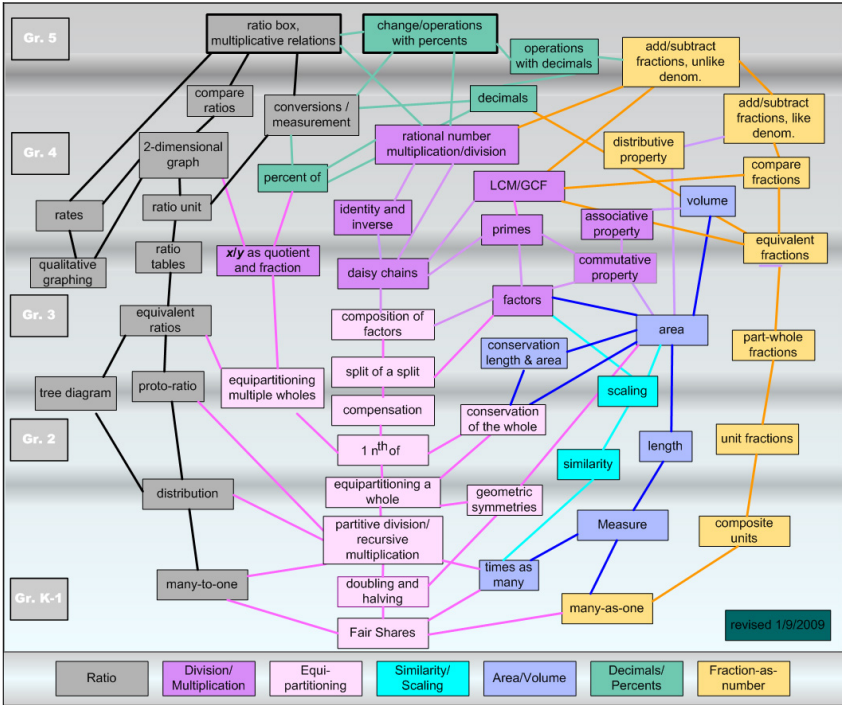 Gr. 5
ratio box,
multiplicative relations
change/operations
with percents
operations
with decimals
add/subtract
fractions, unlike
denom.
compare
ratios
conversions /
measurement
decimals
add/subtract
fractions, like
denom.
Gr. 4
2-dimensional
graph
rational number
multiplication/division
distributive
property
compare
fractions
percent of
LCM/GCF
volume
rates
ratio unit
identity and
inverse
primes
associative
property
equivalent
fractions
qualitative
graphing
ratio
tables
x/y as quotient
and fraction
daisy chains
commutative
property
Gr. 3
equivalent
ratios
composition of
factors
factors
area
conservation
length & area
part-whole
fractions
tree diagram
proto-ratio
equipartitioning
multiple wholes
split of a split
scaling
compensation
conservation
of the whole
Gr. 2
1 nth of
length
unit fractions
similarity
distribution
equipartitioning a
whole
geometric
symmetries
partitive division/
recursive
multiplication
Measure
composite
units
many-to-one
doubling and
halving
times as
many
Gr. K-1
many-as-one
Fair Shares
revised 1/9/2009
Ratio
Division/
Multiplication
Equi-
partitioning
Similarity/
Scaling
Area/Volume
Decimals/
Percents
Fraction-as-
number